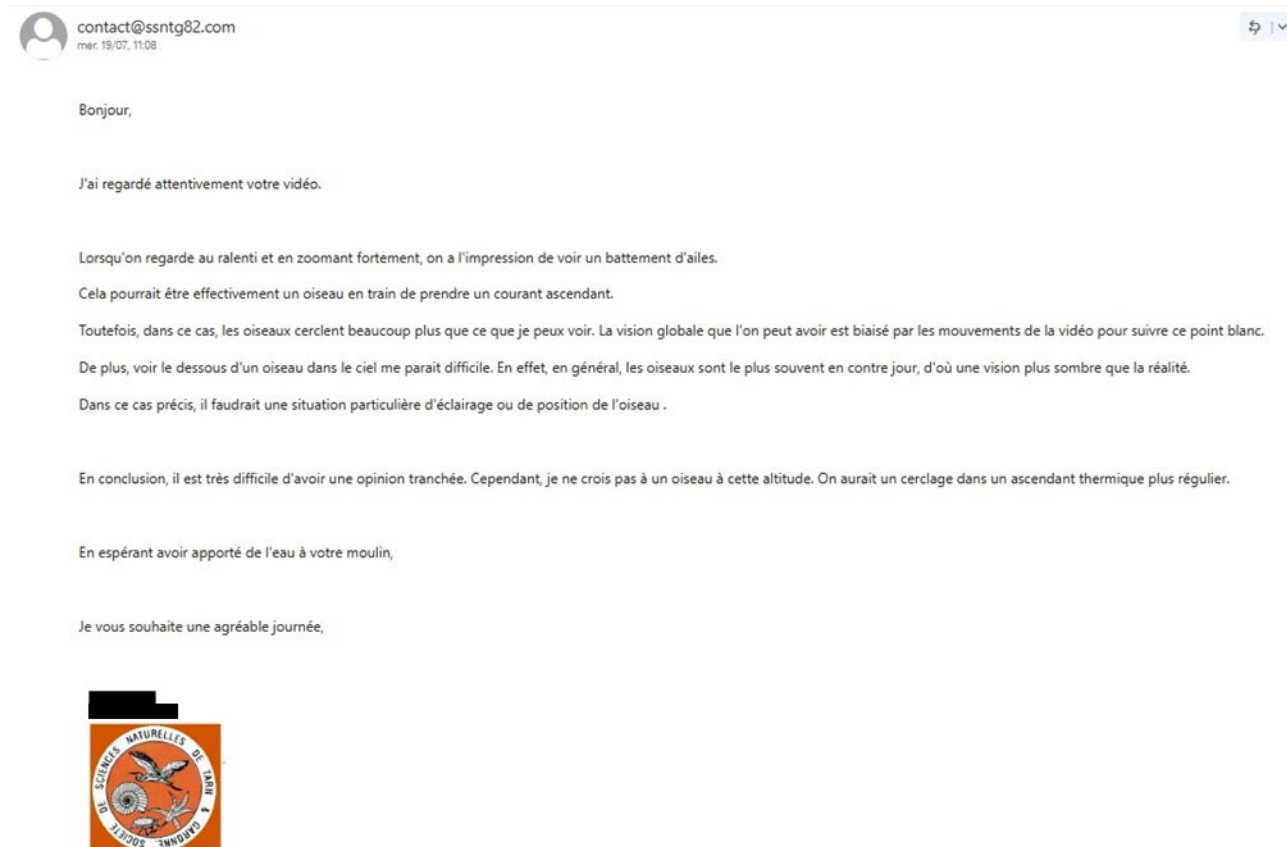 contact@ssntg82.com
mer. 19/07, 11:08
Bonjour,
J'ai regardé attentivement votre vidéo.
Lorsqu'on regarde au ralenti et en zoomant fortement, on a l'impression de voir un battement d'ailes.
Cela pourrait être effectivement un oiseau en train de prendre un courant ascendant.
Toutefois, dans ce cas, les oiseaux cerclent beaucoup plus que ce que je peux voir. La vision globale que l'on peut avoir est biaisé par les mouvements de la vidéo pour suivre ce point blanc.
De plus, voir le dessous d'un oiseau dans le ciel me parait difficile. En effet, en général, les oiseaux sont le plus souvent en contre jour, d'où une vision plus sombre que la réalité.
Dans ce cas précis, il faudrait une situation particulière d'éclairage ou de position de l'oiseau .
En conclusion, il est très difficile d'avoir une opinion tranchée. Cependant, je ne crois pas à un oiseau à cette altitude. On aurait un cerclage dans un ascendant thermique plus régulier.
En espérant avoir apporté de l'eau à votre moulin,
Je vous souhaite une agréable journée,
SOCIETE DE SCIENCES NATURELLES DE TARN & GARONNE